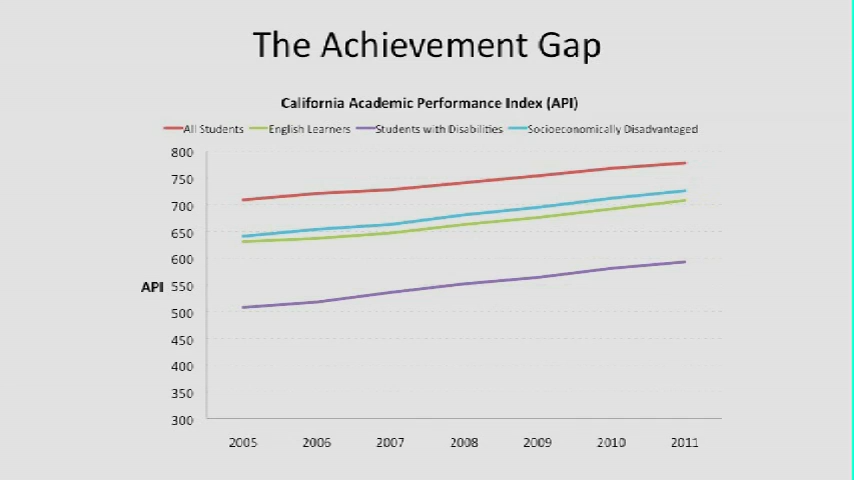 The Achievement Gap
California Academic Performance Index (API)
All Students English Learners Students with Disabilities Socioeconomically Disadvantaged
800
750
700
650
600
API 550
500
450
400
350
300
2005 2006 2007 2008 2009 2010 2011